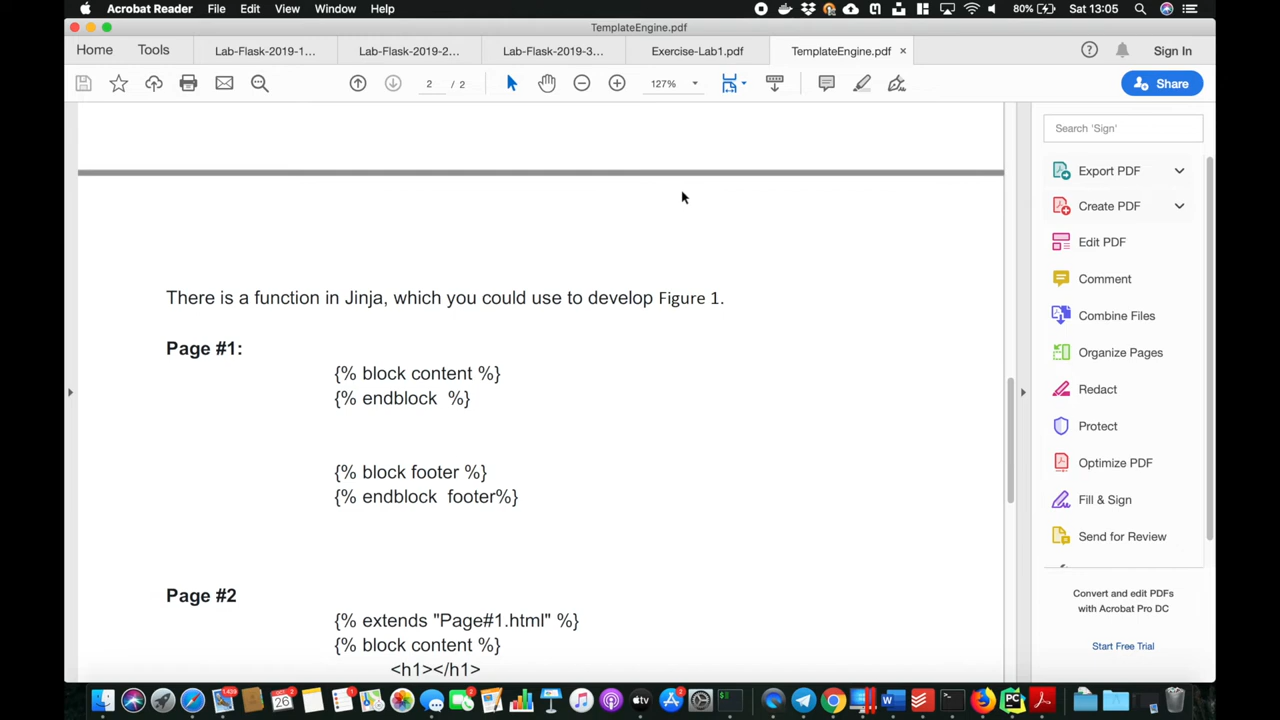 Acrobat Reader File Edit View Window Help 80% Sat 13:05
TemplateEngine.pdf
Home Tools Lab-Flask-2019-1... Lab-Flask-2019-2... Lab-Flask-2019-3... Exercise-Lab1.pdf TemplateEngine.pdf × Sign In
2 / 2 127% Share
Search 'Sign'
Export PDF
Create PDF
Edit PDF
Comment
Combine Files
Organize Pages
Redact
Protect
Optimize PDF
Fill & Sign
Send for Review
Convert and edit PDFs
with Acrobat Pro DC
Start Free Trial
There is a function in Jinja, which you could use to develop Figure 1.
Page #1:
{% block content %}
{% endblock %}
{% block footer %}
{% endblock footer%}
Page #2
{% extends "Page#1.html" %}
{% block content %}
<h1></h1>